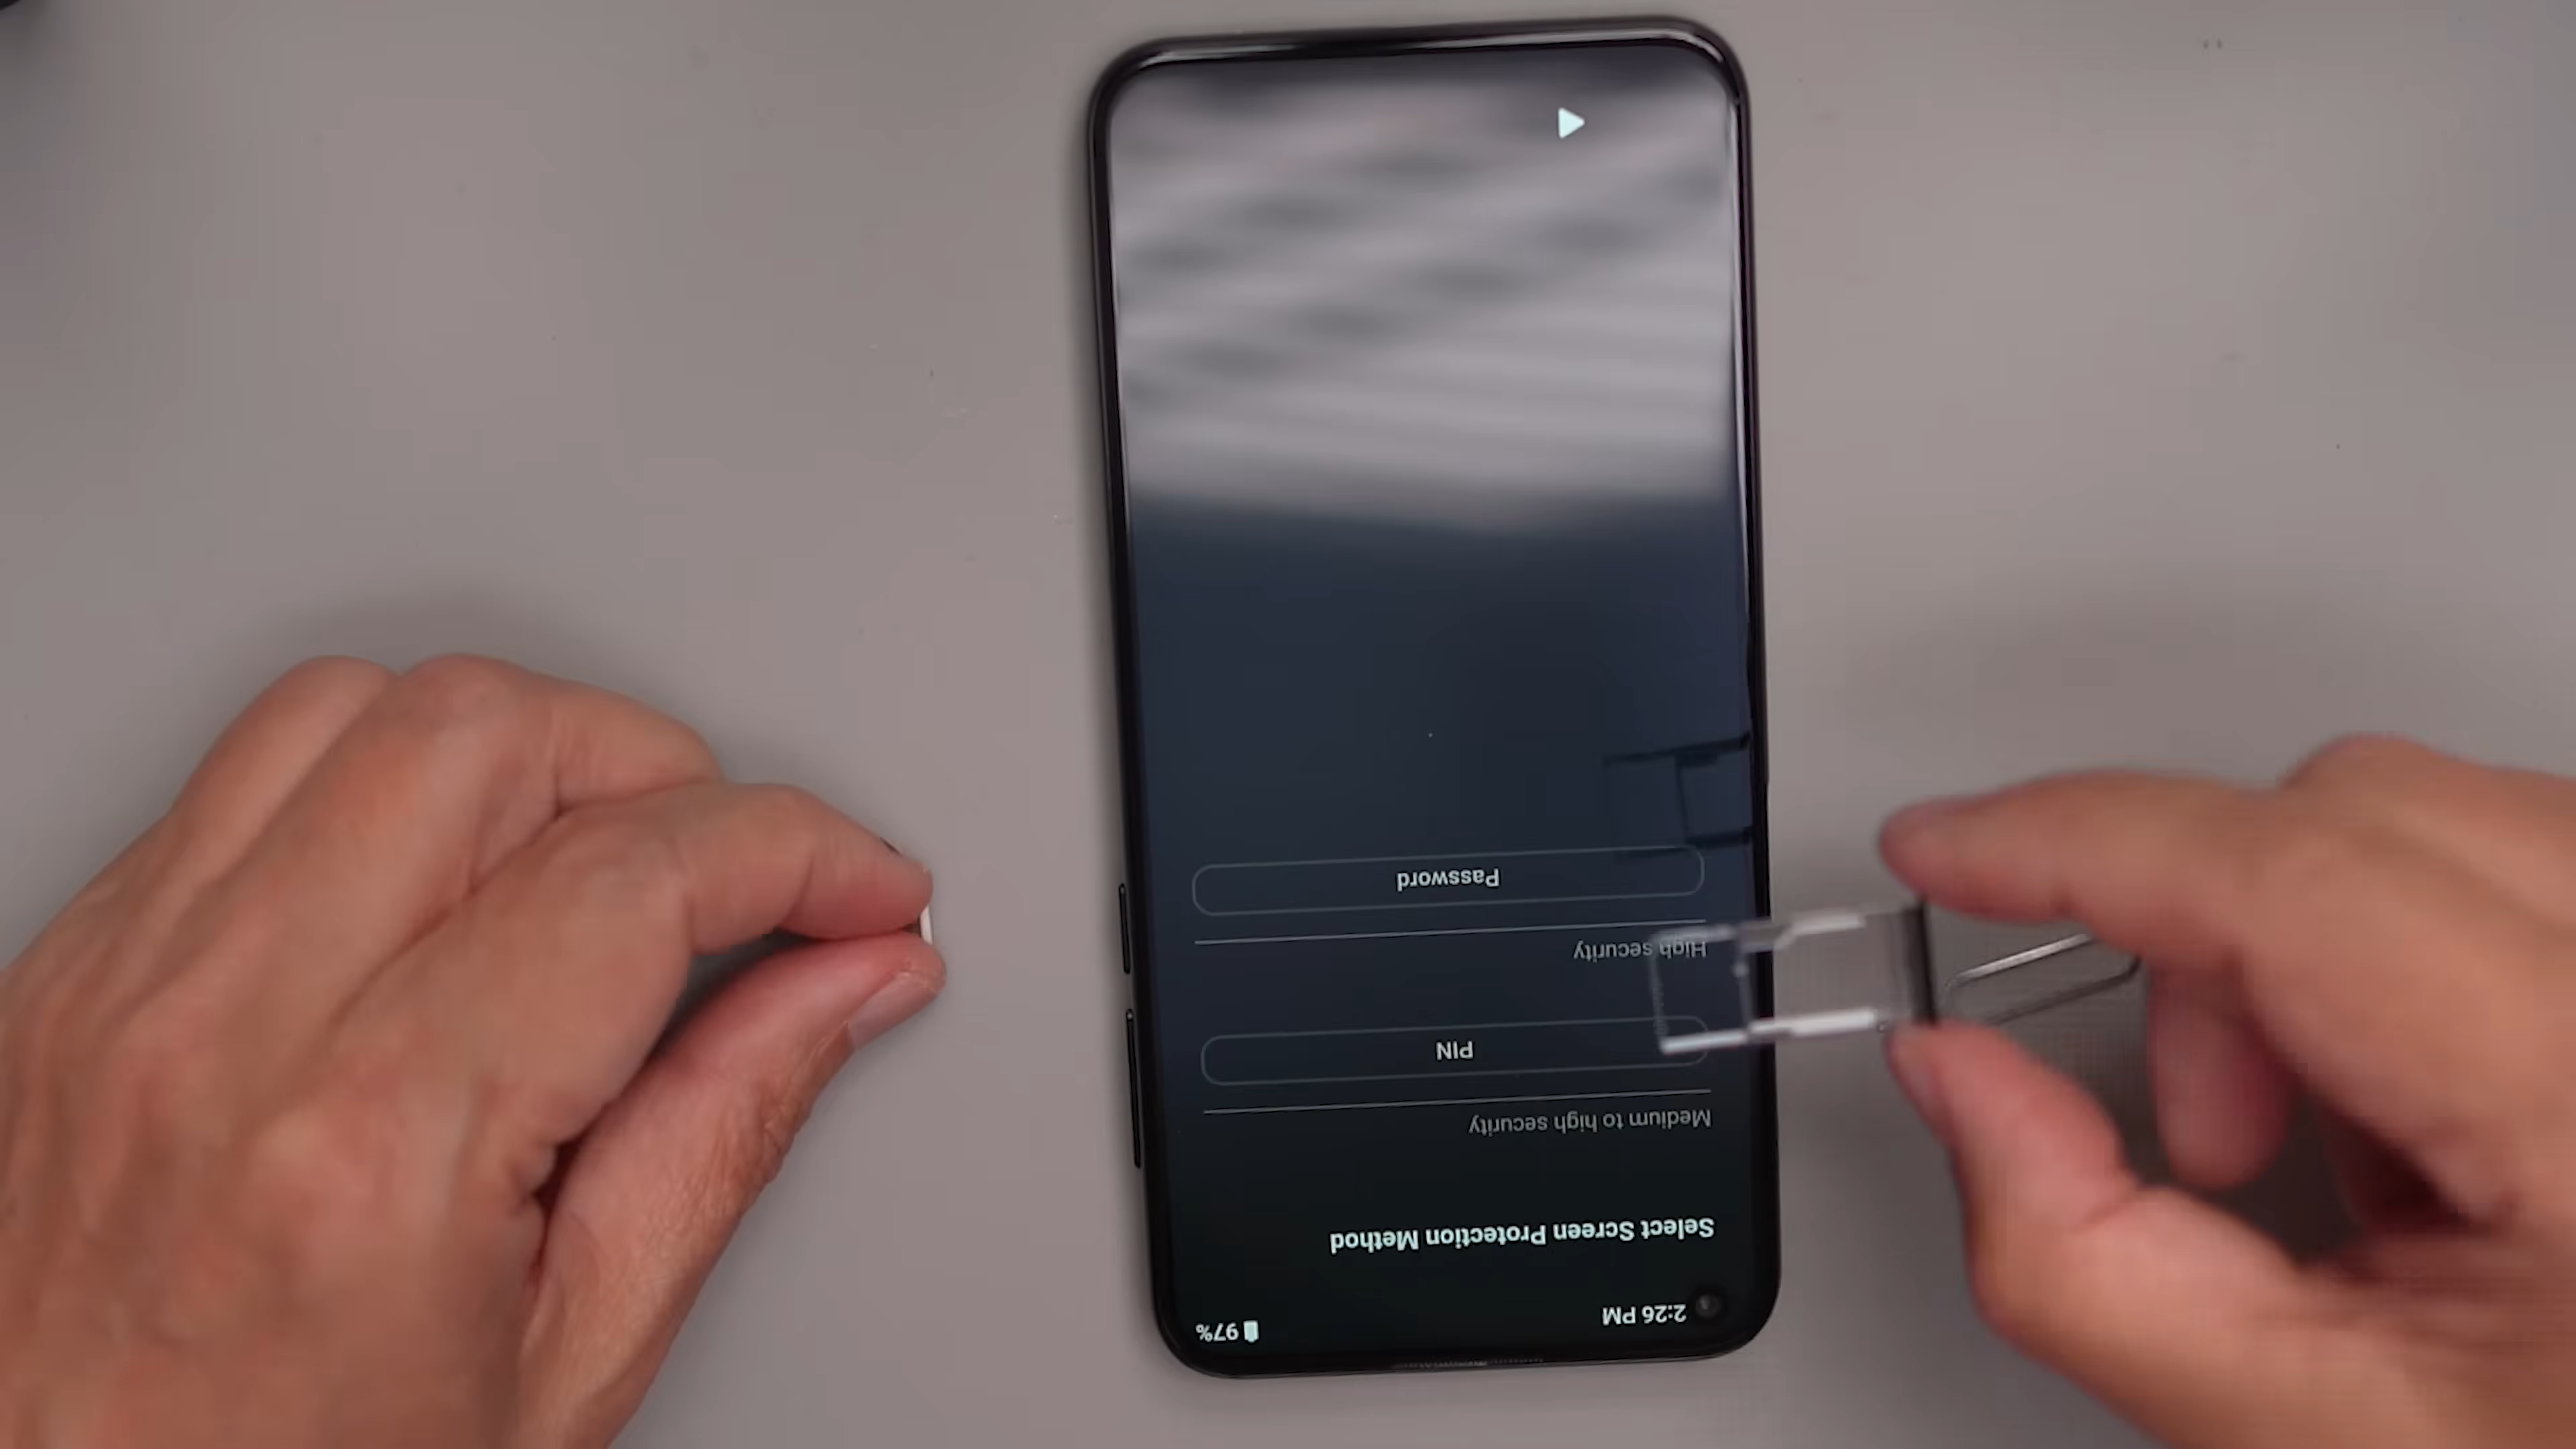 2:26 PM 97%
Select Screen Protection Method
Medium to high security
PIN
High security
Password